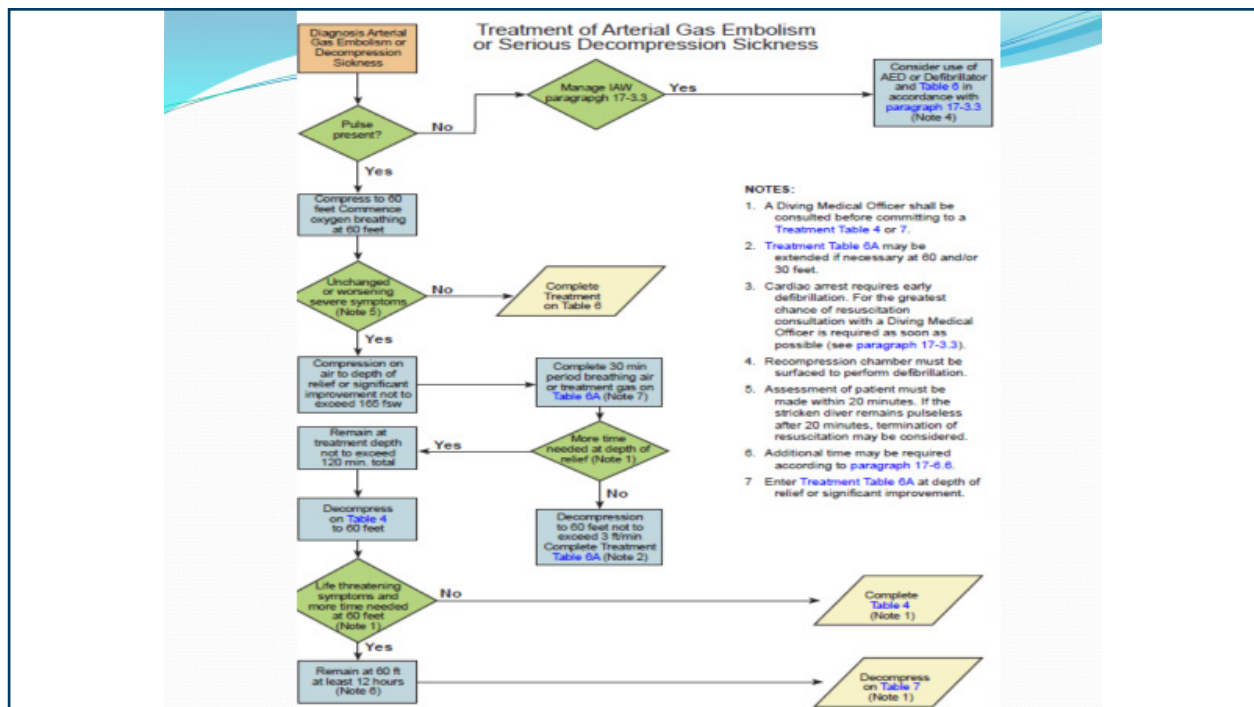 Treatment of Arterial Gas Embolism
or Serious Decompression Sickness
Diagnosis Arterial
Gas Embolism or
Decompression
Sickness
Pulse
present?
No
Manage IAW
paragrapgh 17-3.3
Yes
Consider use of
AED or Defibrillator
and Table 6 in
accordance with
paragraph 17-3.3
(Note 4)
Yes
Compress to 60
feet Commence
oxygen breathing
at 60 feet
Unchanged
or worsening
severe symptoms
(Note 5)
No
Complete
Treatment
on Table 6
Yes
Compression on
air to depth of
relief or significant
improvement not to
exceed 165 fsw
Complete 30 min
period breathing air
or treatment gas on
Table 6A (Note 7)
More time
needed at depth of
relief (Note 1)
Yes
Remain at
treatment depth
not to exceed
120 min. total
No
Decompression
to 60 feet not to
exceed 3 ft/min
Complete Treatment
Table 6A (Note 2)
Decompress
on Table 4
to 60 feet
Life threatening
symptoms and
more time needed
at 60 feet
(Note 1)
No
Complete
Table 4
(Note 1)
Yes
Remain at 60 ft
at least 12 hours
(Note 6)
Decompress
on Table 7
(Note 1)
NOTES:
1. A Diving Medical Officer shall be
consulted before committing to a
Treatment Table 4 or 7.
2. Treatment Table 6A may be
extended if necessary at 60 and/or
30 feet.
3. Cardiac arrest requires early
defibrillation. For the greatest
chance of resuscitation
consultation with a Diving Medical
Officer is required as soon as
possible (see paragraph 17-3.3).
4. Recompression chamber must be
surfaced to perform defibrillation.
5. Assessment of patient must be
made within 20 minutes. If the
stricken diver remains pulseless
after 20 minutes, termination of
resuscitation may be considered.
6. Additional time may be required
according to paragraph 17-6.6.
7 Enter Treatment Table 6A at depth of
relief or significant improvement.